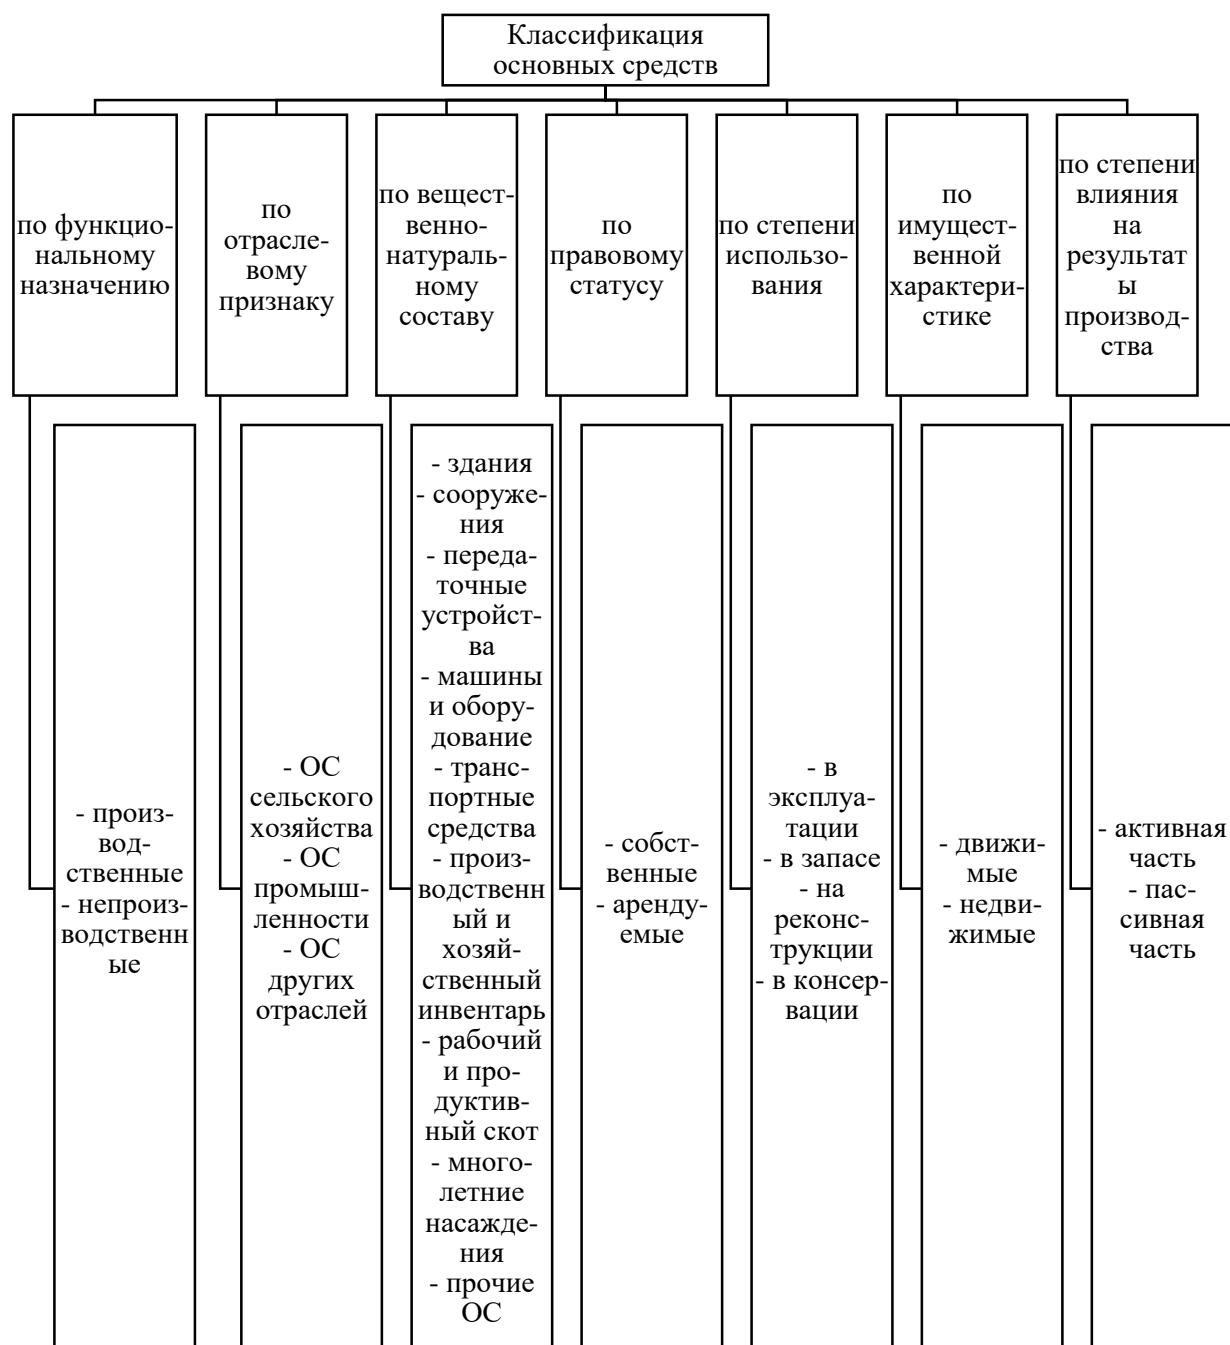 Классификация
основных средств
по функцио-
нальному
назначению
по
отрасле-
вому
признаку
по вещест-
венно-
натураль-
ному
составу
по
правовому
статусу
по степени
использо-
вания
по
имущест-
венной
характери-
стике
по степени
влияния
на
результат
ы
производ-
ства
- произ-
вод-
ственные
- непроиз-
водственн
ые
- ОС
сельского
хозяйства
- ОС
промыш-
ленности
- ОС
других
отраслей
- здания
- сооруже-
ния
- переда-
точные
устройст-
ва
- машины
и обору-
дование
- транс-
портные
средства
- произ-
водственн
ый и
хозяй-
ственный
инвентарь
- рабочий
и про-
дуктив-
ный скот
- много-
летние
насажде-
ния
- прочие
ОС
- собст-
венные
- аренду-
емые
- в
эксплуа-
тации
- в запасе
- на
реконс-
трукции
- в консер-
вации
- движи-
мые
- недви-
жимые
- активная
часть
- пас-
сивная
часть